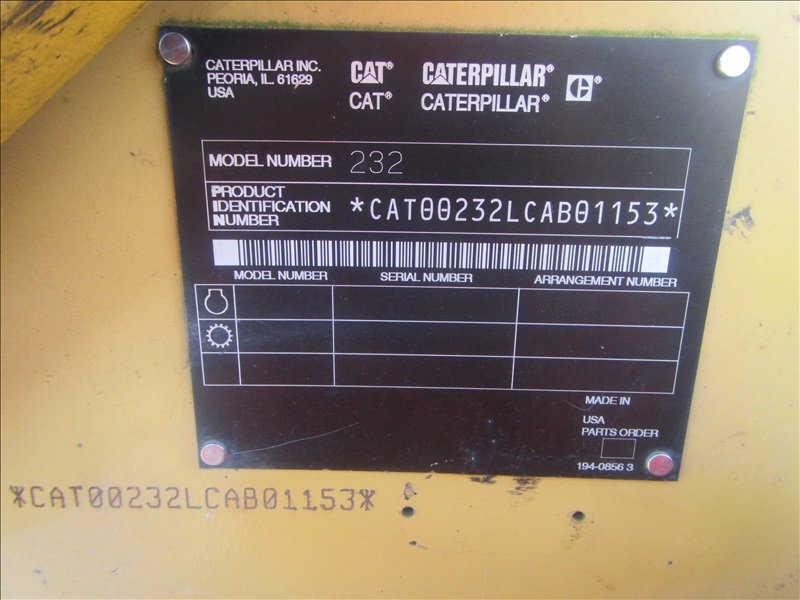 CATERPILLAR INC.
PEORIA, IL. 61629
USA
CAT® CATERPILLAR® C®
CAT® CATERPILLAR®
MODEL NUMBER 232
PRODUCT
IDENTIFICATION
NUMBER
*CAT00232LCAB01153*
MODEL NUMBER SERIAL NUMBER ARRANGEMENT NUMBER
MADE IN
USA
PARTS ORDER
194-0856 3
*CAT00232LCAB01153*